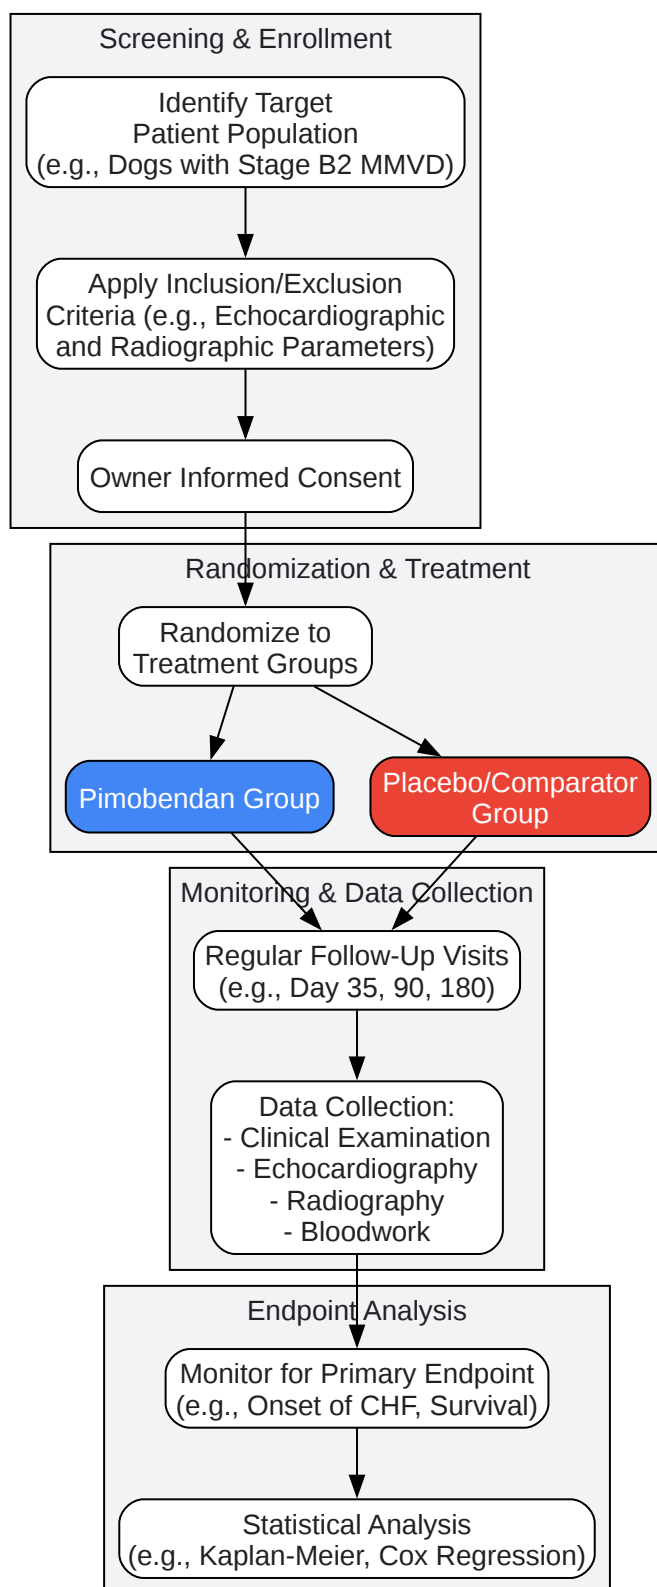 Screening & Enrollment
Identify Target
Patient Population
(e.g., Dogs with Stage B2 MMVD)
Apply Inclusion/Exclusion
Criteria (e.g., Echocardiographic
and Radiographic Parameters)
Owner Informed Consent
Randomization & Treatment
Randomize to
Treatment Groups
Pimobendan Group
Placebo/Comparator
Group
Monitoring & Data Collection
Regular Follow-Up Visits
(e.g., Day 35, 90, 180)
Data Collection:
- Clinical Examination
- Echocardiography
- Radiography
- Bloodwork
Endpoint Analysis
Monitor for Primary Endpoint
(e.g., Onset of CHF, Survival)
Statistical Analysis
(e.g., Kaplan-Meier, Cox Regression)